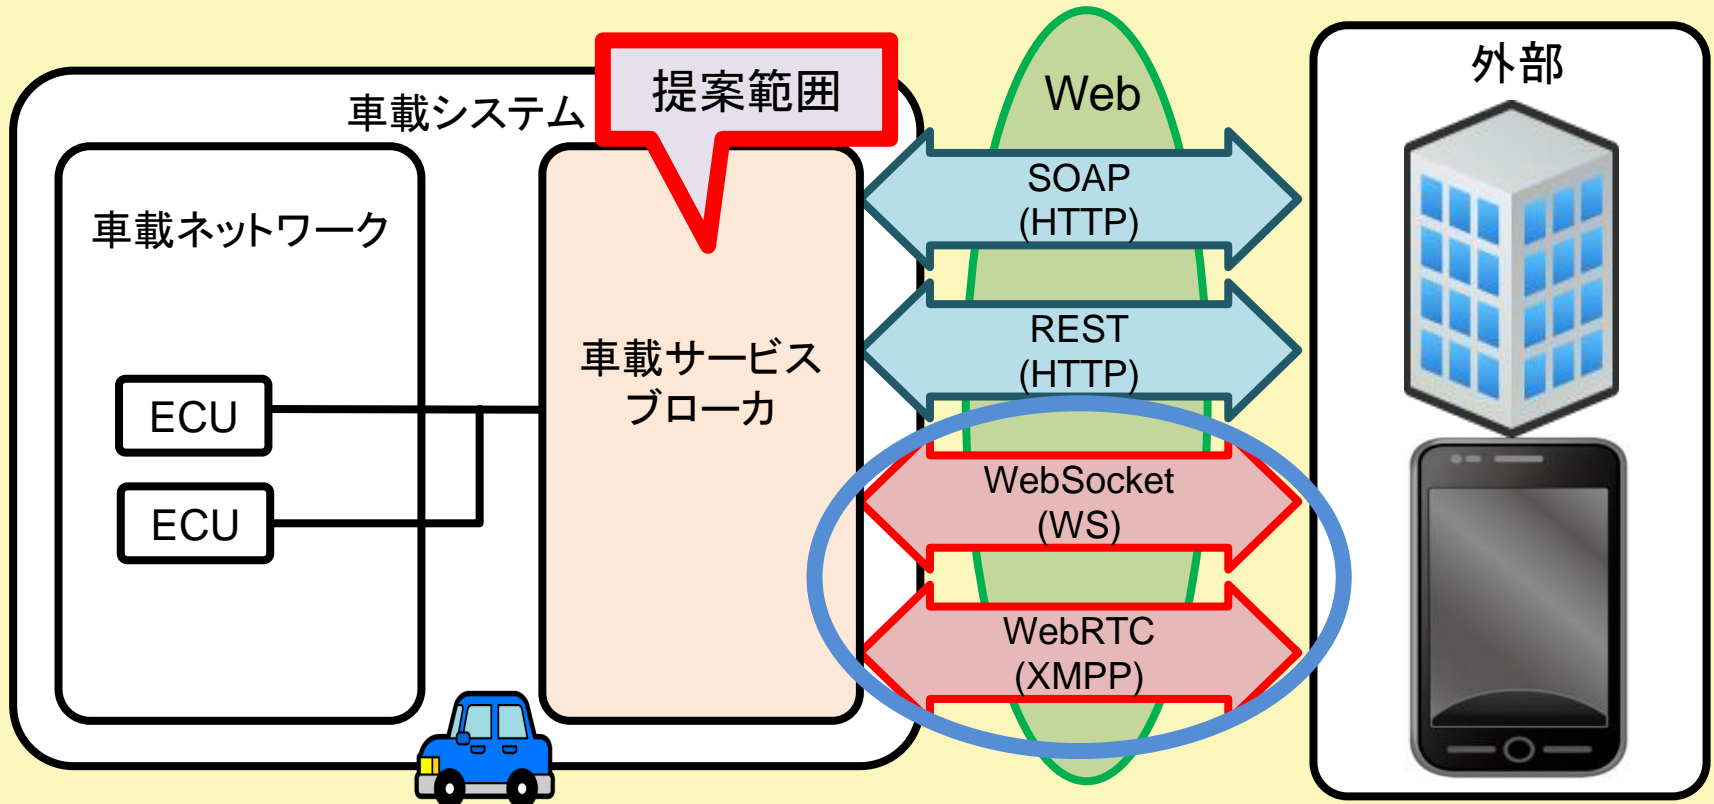 提案範囲
車載システム
車載ネットワーク
ECU
ECU
車載サービス
ブローカ
Web
SOAP
(HTTP)
REST
(HTTP)
WebSocket
(WS)
WebRTC
(XMPP)
外部